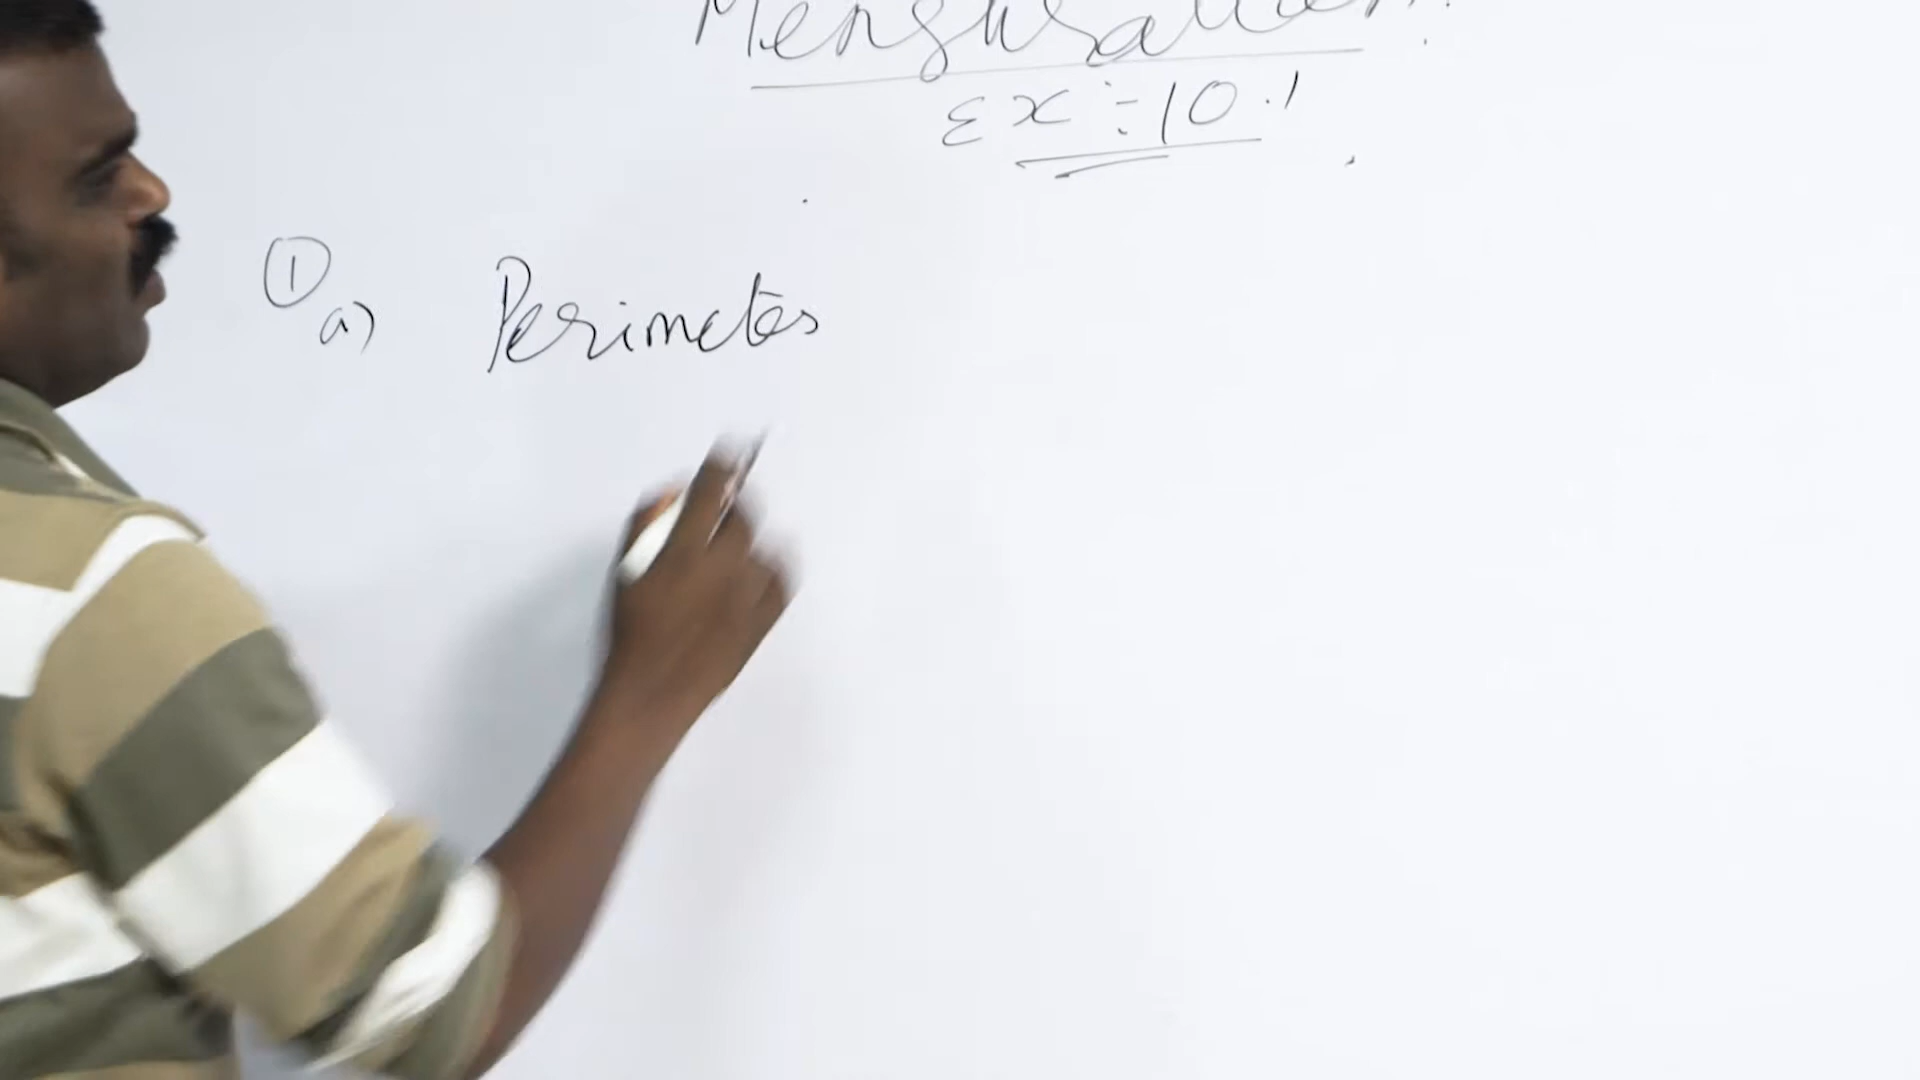 Mensuration.
Ex:-10.1
① a) Perimeter